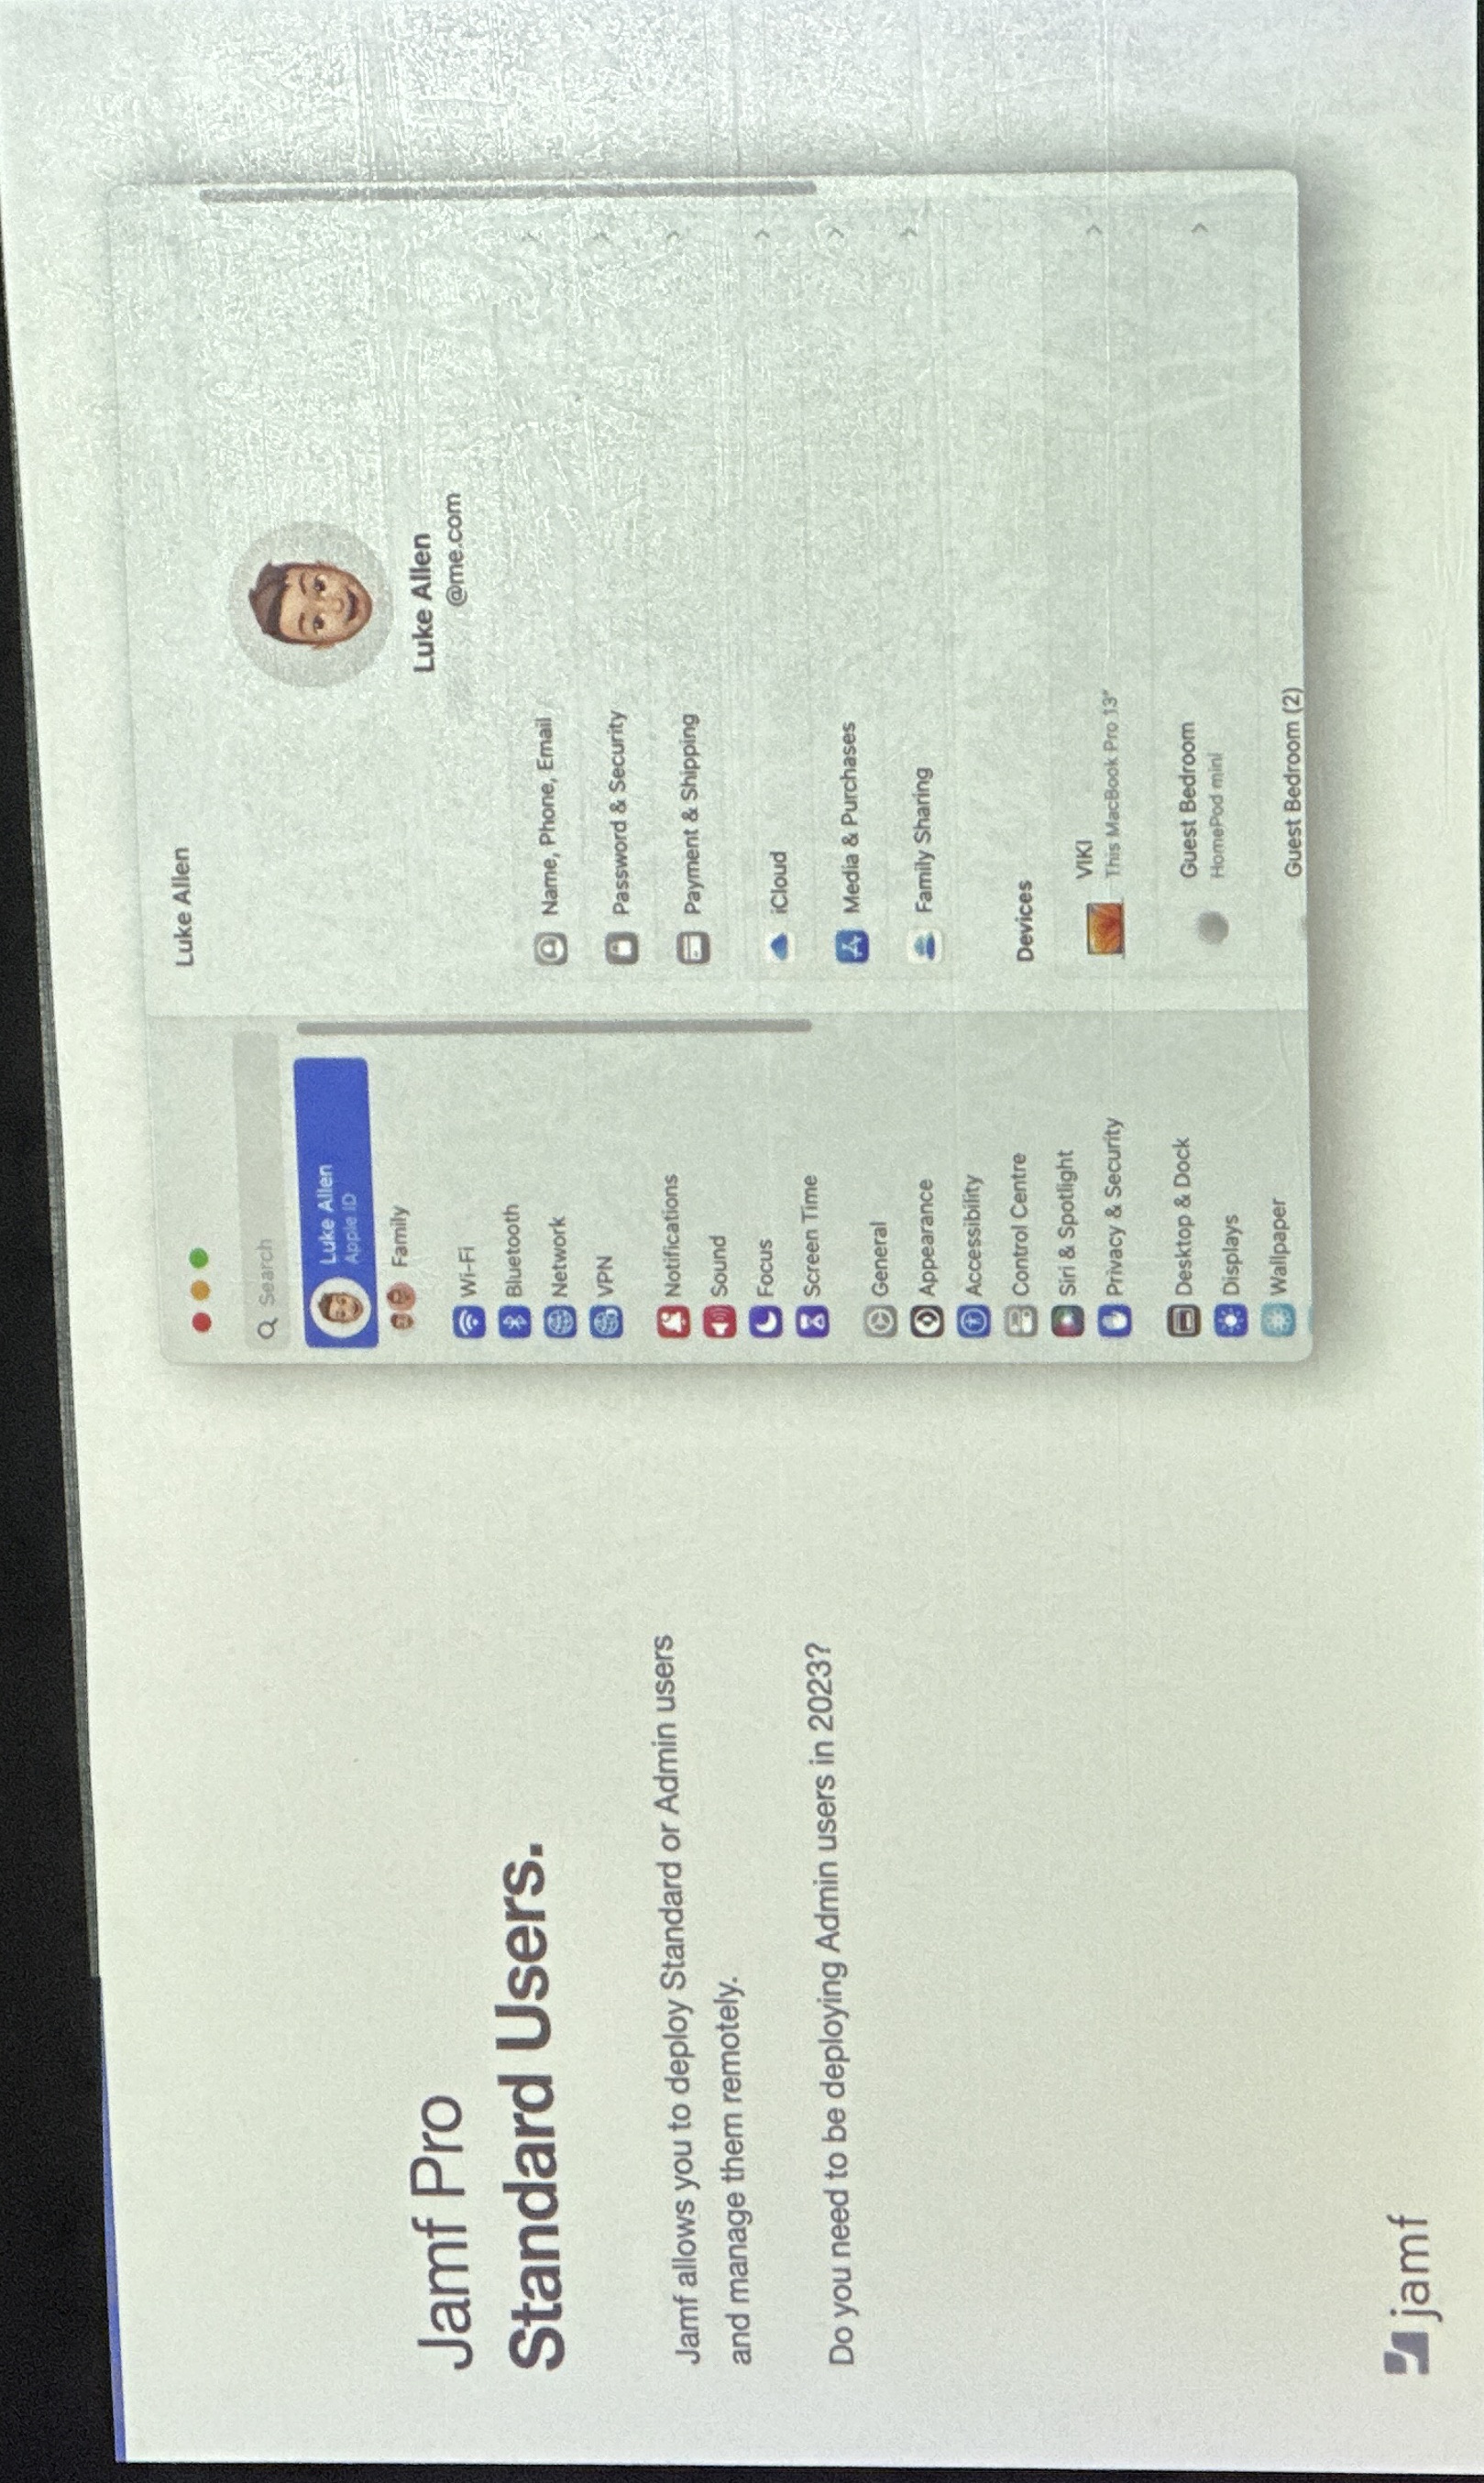 Jamf Pro
Standard Users.
Jamf allows you to deploy Standard or Admin users
and manage them remotely.
Do you need to be deploying Admin users in 2023?
jamf
Search
Luke Allen
Apple ID
Family
Wi-Fi
Bluetooth
Network
VPN
Notifications
Sound
Focus
Screen Time
General
Appearance
Accessibility
Control Centre
Siri & Spotlight
Privacy & Security
Desktop & Dock
Displays
Wallpaper
Luke Allen
Luke Allen
@me.com
Name, Phone, Email
Password & Security
Payment & Shipping
iCloud
Media & Purchases
Family Sharing
Devices
VIKI
This MacBook Pro 13"
Guest Bedroom
HomePod mini
Guest Bedroom (2)